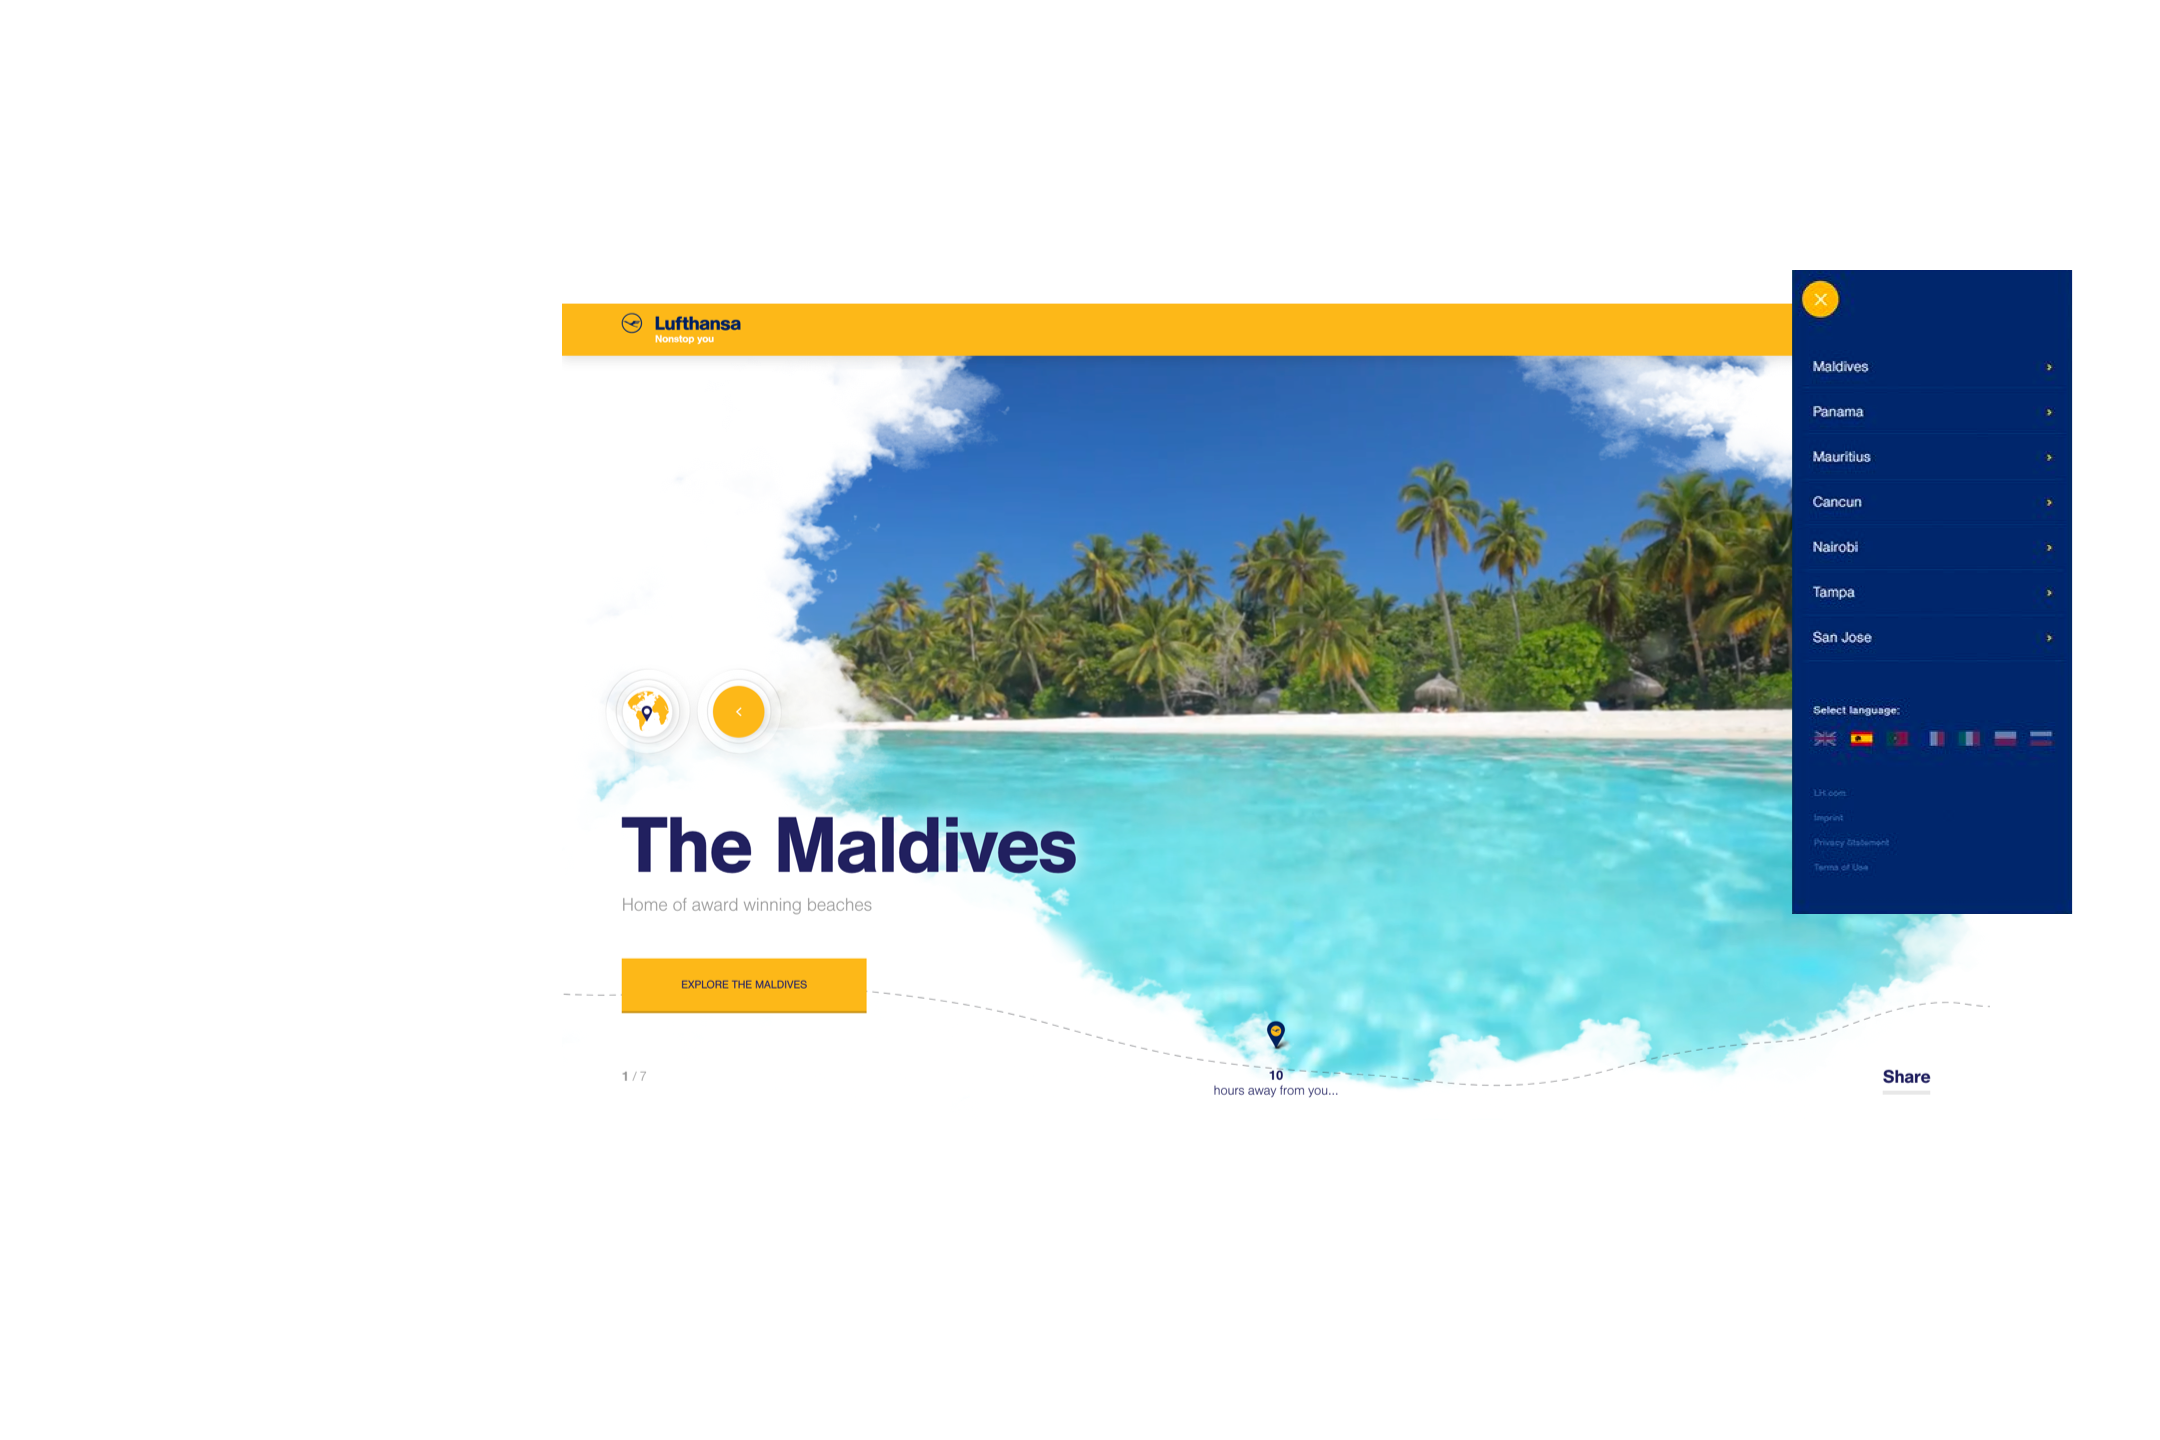 Lufthansa
Nonstop you
Maldives
Panama
Mauritius
Cancun
Nairobi
Tampa
San Jose
Select language:
LH.com
Imprint
Privacy Statement
Terms of Use
The Maldives
Home of award winning beaches
EXPLORE THE MALDIVES
1 / 7
10
hours away from you...
Share